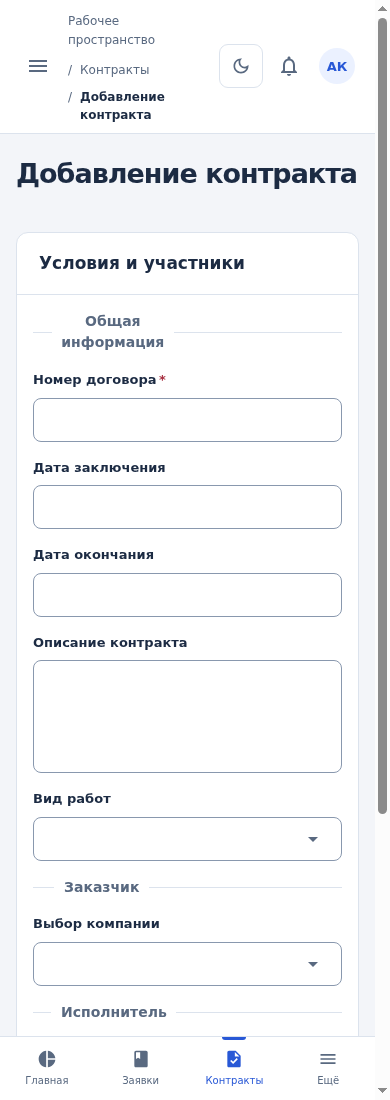 Рабочее
пространство
/ Контракты
/ Добавление
контракта
АК
Добавление контракта
Условия и участники
Общая
информация
Номер договора *
Дата заключения
Дата окончания
Описание контракта
Вид работ
Заказчик
Выбор компании
Исполнитель
Главная
Заявки
Контракты
Ещё